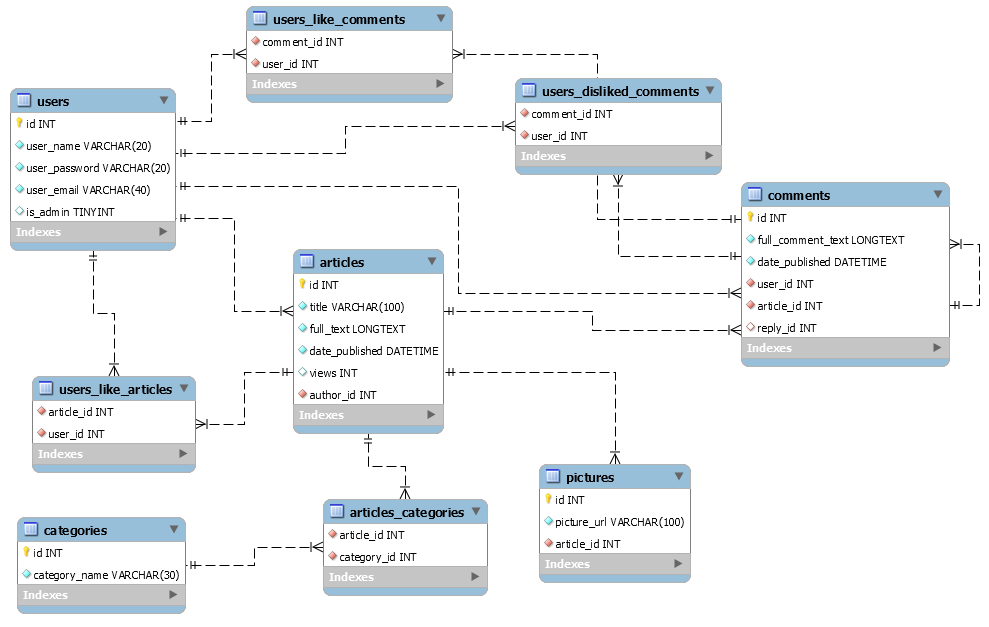 users_like_comments
comment_id INT
user_id INT
Indexes
users_disliked_comments
comment_id INT
user_id INT
Indexes
users
id INT
user_name VARCHAR(20)
user_password VARCHAR(20)
user_email VARCHAR(40)
is_admin TINYINT
Indexes
comments
id INT
full_comment_text LONGTEXT
date_published DATETIME
user_id INT
article_id INT
reply_id INT
Indexes
articles
id INT
title VARCHAR(100)
full_text LONGTEXT
date_published DATETIME
views INT
author_id INT
Indexes
users_like_articles
article_id INT
user_id INT
Indexes
pictures
id INT
picture_url VARCHAR(100)
article_id INT
Indexes
articles_categories
article_id INT
category_id INT
Indexes
categories
id INT
category_name VARCHAR(30)
Indexes